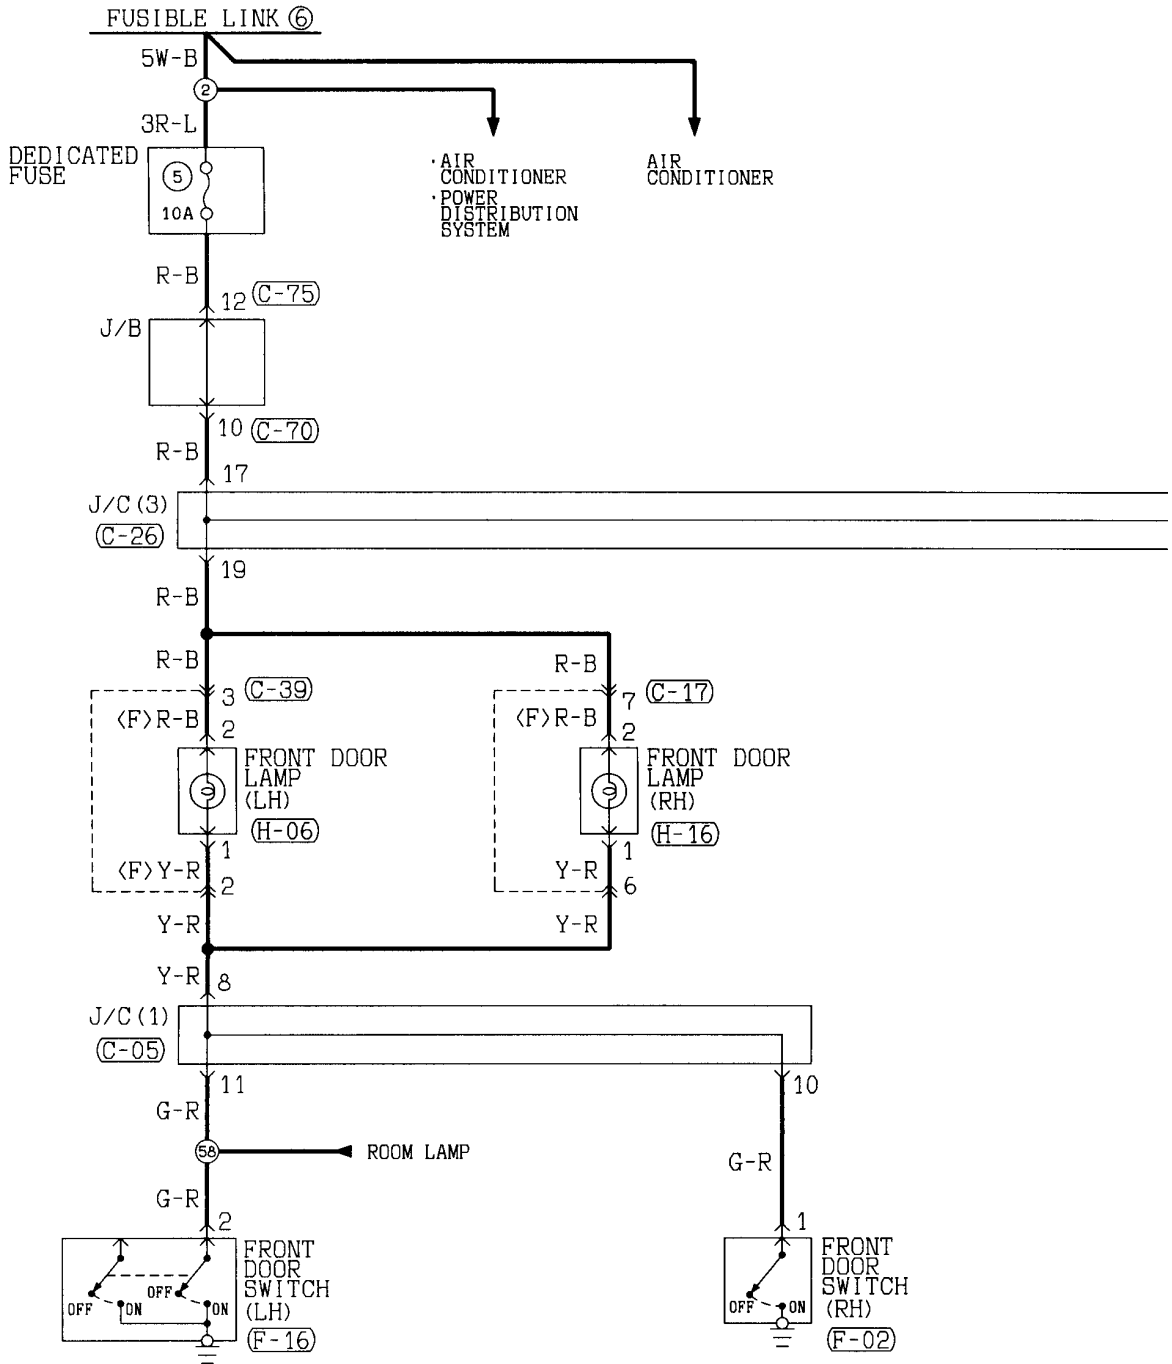 FUSIBLE LINK ⑥
5W-B
2
3R-L
DEDICATED
FUSE
5
10A
·AIR
CONDITIONER
·POWER
DISTRIBUTION
SYSTEM
AIR
CONDITIONER
R-B
12 C-75
J/B
10 C-70
R-B
17
J/C(3)
C-26
19
R-B
R-B
R-B
3 C-39
7 C-17
<F>R-B
2
<F>R-B
2
FRONT DOOR
LAMP
(LH)
H-06
FRONT DOOR
LAMP
(RH)
H-16
1
<F>Y-R
2
1
Y-R
6
Y-R
Y-R
Y-R 8
J/C(1)
C-05
11
10
G-R
58
ROOM LAMP
G-R
G-R
2
1
FRONT
DOOR
SWITCH
(LH)
F-16
OFF
ON
OFF
ON
FRONT
DOOR
SWITCH
(RH)
F-02
OFF
ON